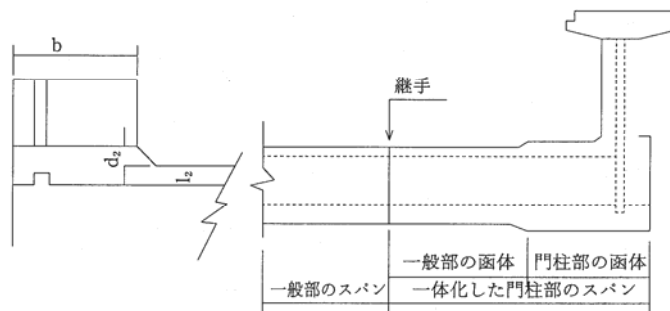 b
継手
d₂
l₂
一般部の函体
門柱部の函体
一般部のスパン
一体化した門柱部のスパン